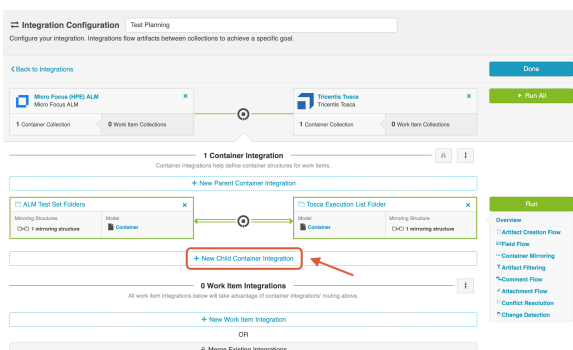 Integration Configuration
Test Planning
Configure your integration. Integrations flow artifacts between collections to achieve a specific goal.
Back to Integrations
Done
Micro Focus (HPE) ALM
Micro Focus ALM
1 Container Collection
0 Work Item Collections
Tricentis Tosca
Tricentis Tosca
1 Container Collection
0 Work Item Collections
Run All
1 Container Integration
Container integrations help define container structures for work items.
+ New Parent Container Integration
ALM Test Set Folders
Mirroring Structures
1 mirroring structure
Model
Container
Tosca Execution List Folder
Model
Container
Mirroring Structure
1 mirroring structure
Run
Overview
Artifact Creation Flow
Field Flow
Container Mirroring
Artifact Filtering
Comment Flow
Attachment Flow
Conflict Resolution
Change Detection
+ New Child Container Integration
0 Work Item Integrations
All work item integrations below will take advantage of container integrations' routing above.
+ New Work Item Integration
OR
Merge Existing Integrations